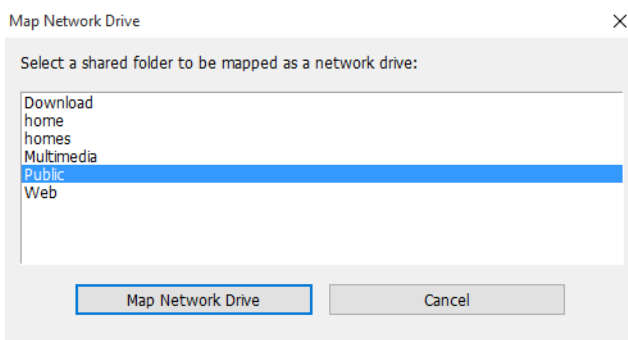 Map Network Drive
Select a shared folder to be mapped as a network drive:
Download
home
homes
Multimedia
Public
Web
Map Network Drive
Cancel